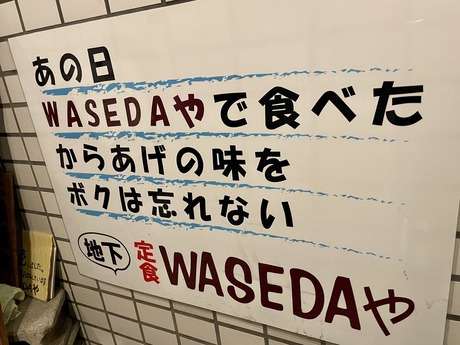 あの日
WASEDAやで食べた
からあげの味を
ボクは忘れない
地下 定食 WASEDAや